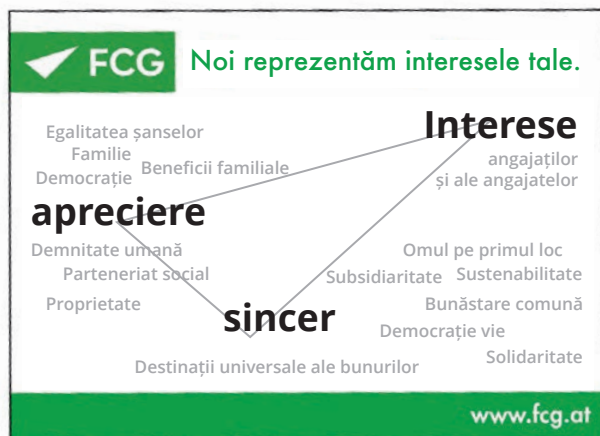 FCG
Noi reprezentăm interesele tale.
Interese
angajaților
și ale angajatelor
Egalitatea șanselor
Familie
Beneficii familiale
Democrație
apreciere
Demnitate umană
Parteneriat social
Proprietate
Omul pe primul loc
Subsidiaritate
Sustenabilitate
Bunăstare comună
Democrație vie
Solidaritate
sincer
Destinații universale ale bunurilor
www.fcg.at